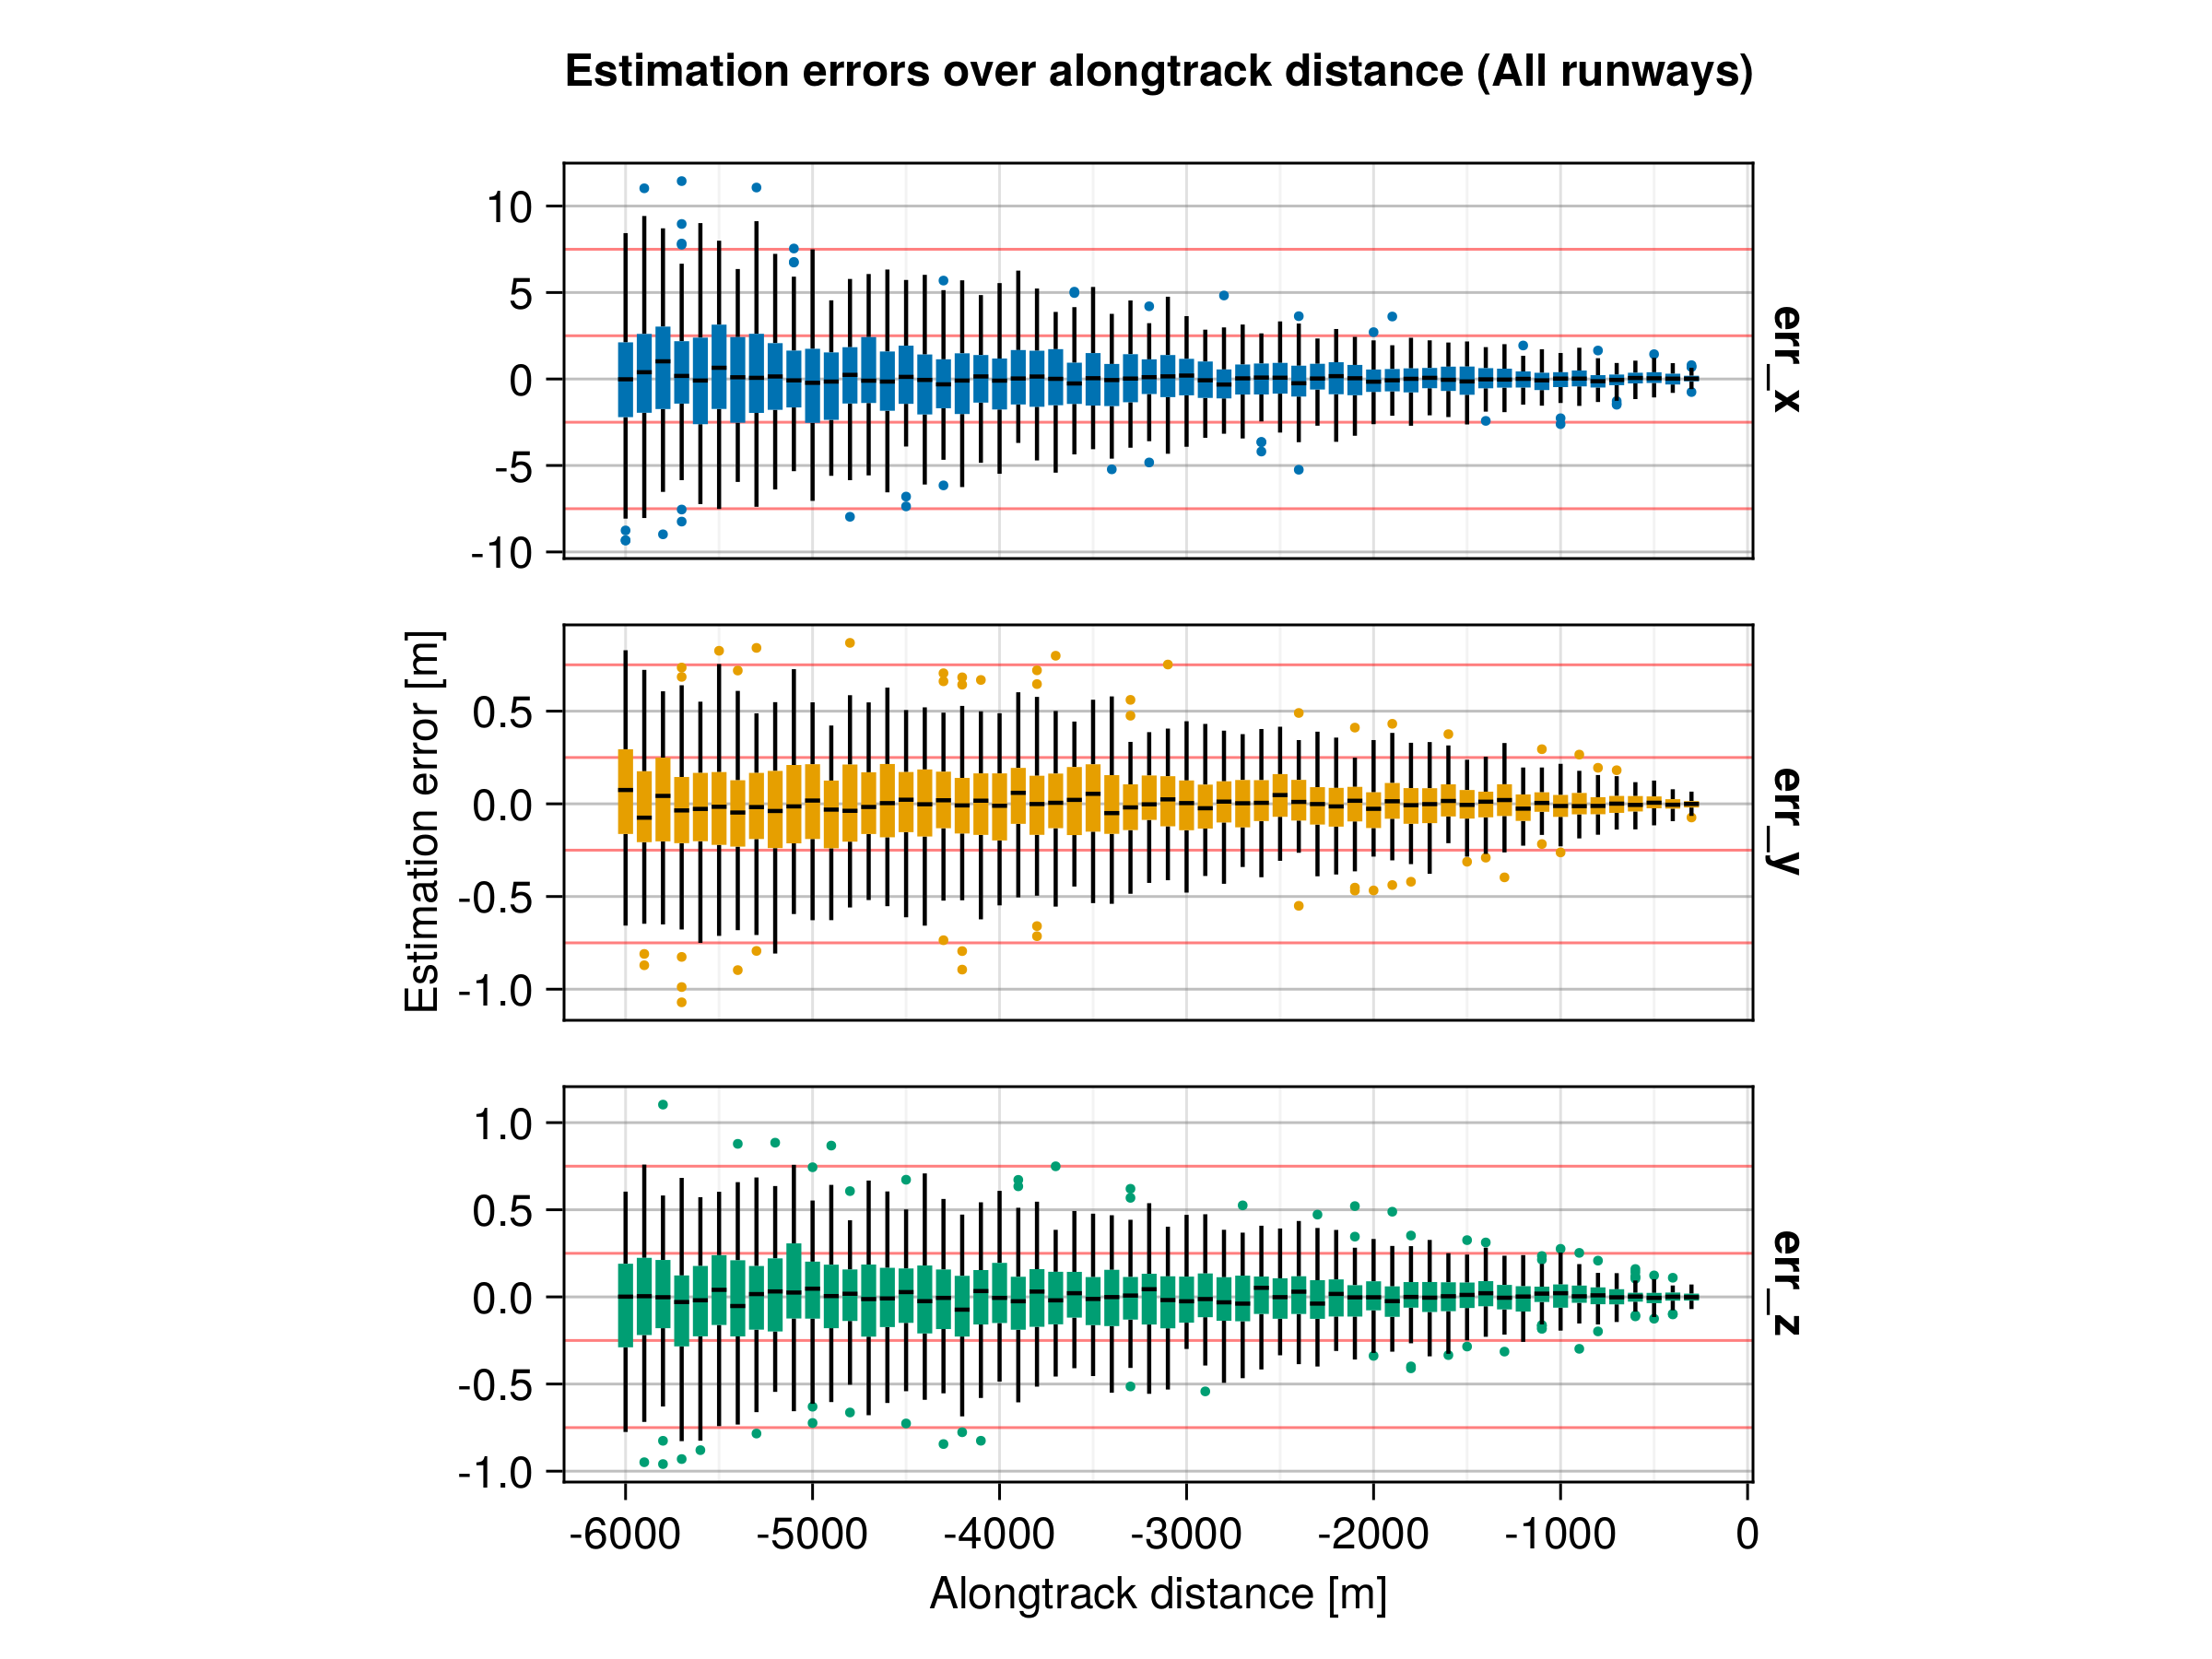 Estimation errors over alongtrack distance (All runways)
10
5
0
-5
-10
err_x
Estimation error [m]
0.5
0.0
-0.5
-1.0
err_y
1.0
0.5
0.0
-0.5
-1.0
err_z
-6000 -5000 -4000 -3000 -2000 -1000 0
Alongtrack distance [m]